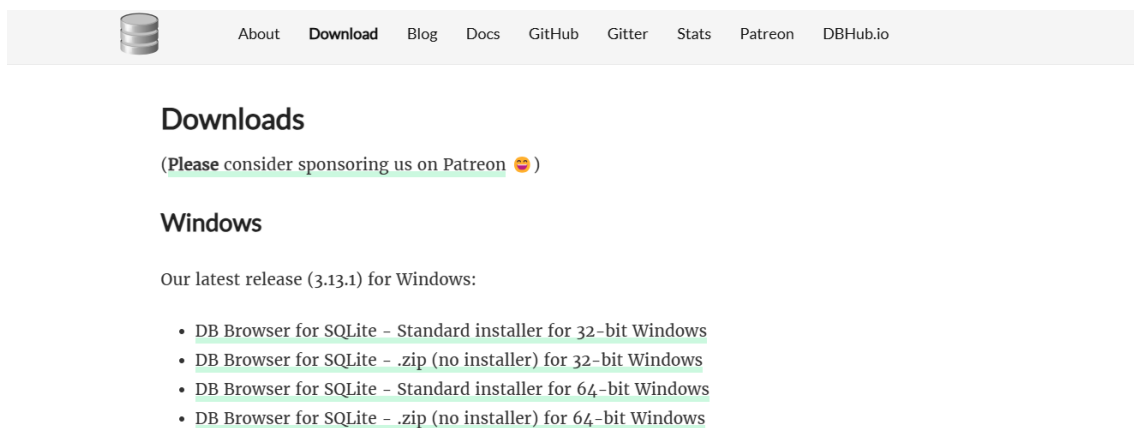 About Download Blog Docs GitHub Gitter Stats Patreon DBHub.io
Downloads
(Please consider sponsoring us on Patreon 😄)
Windows
Our latest release (3.13.1) for Windows:
• DB Browser for SQLite - Standard installer for 32-bit Windows
• DB Browser for SQLite - .zip (no installer) for 32-bit Windows
• DB Browser for SQLite - Standard installer for 64-bit Windows
• DB Browser for SQLite - .zip (no installer) for 64-bit Windows